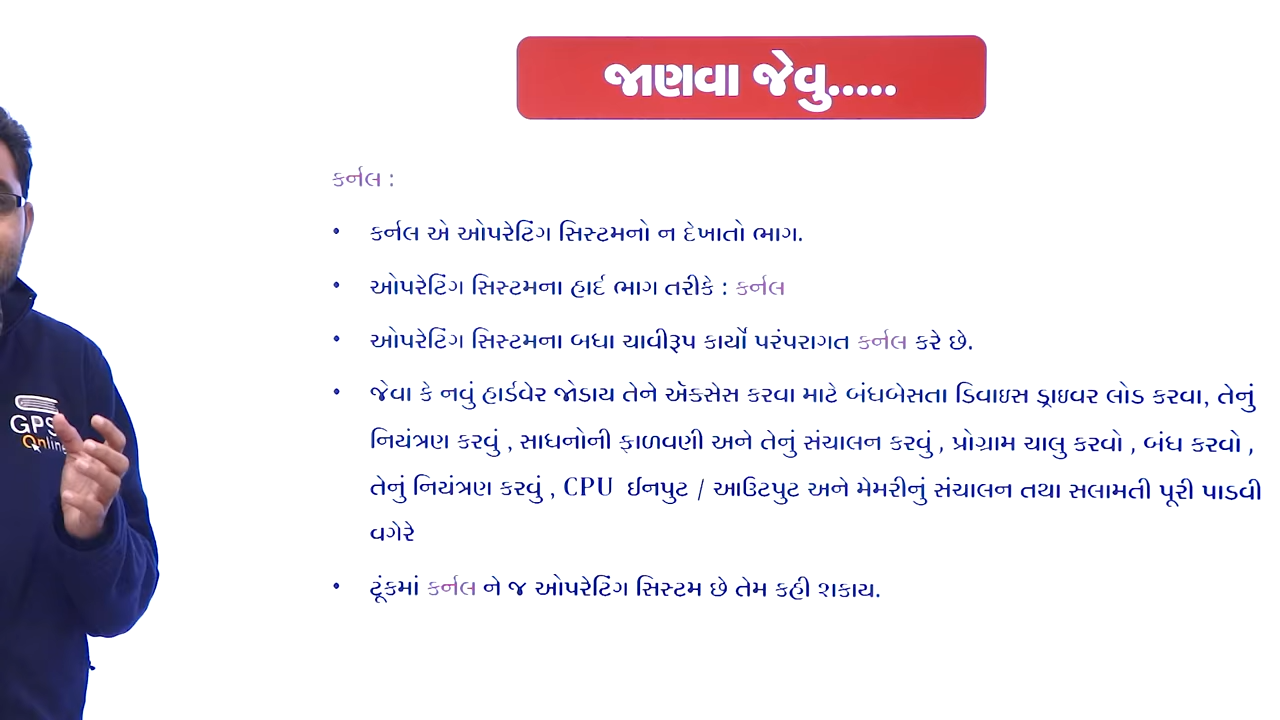 જાણવા જેવુ.....
કર્નલ :
• કર્નલ એ ઓપરેટિંગ સિસ્ટમનો ન દેખાતો ભાગ.
• ઓપરેટિંગ સિસ્ટમના હાર્દ ભાગ તરીકે : કર્નલ
• ઓપરેટિંગ સિસ્ટમના બધા ચાવીરૂપ કાર્યો પરંપરાગત કર્નલ કરે છે.
• જેવા કે નવું હાર્ડવેર જોડાય તેને ઍક્સેસ કરવા માટે બંધબેસતા ડિવાઇસ ડ્રાઇવર લોડ કરવા, તેનું
નિયંત્રણ કરવું , સાધનોની ફાળવણી અને તેનું સંચાલન કરવું , પ્રોગ્રામ ચાલુ કરવો , બંધ કરવો ,
તેનું નિયંત્રણ કરવું , CPU ઈનપુટ / આઉટપુટ અને મેમરીનું સંચાલન તથા સલામતી પૂરી પાડવી
વગેરે
• ટૂંકમાં કર્નલ ને જ ઓપરેટિંગ સિસ્ટમ છે તેમ કહી શકાય.
GPS
Online